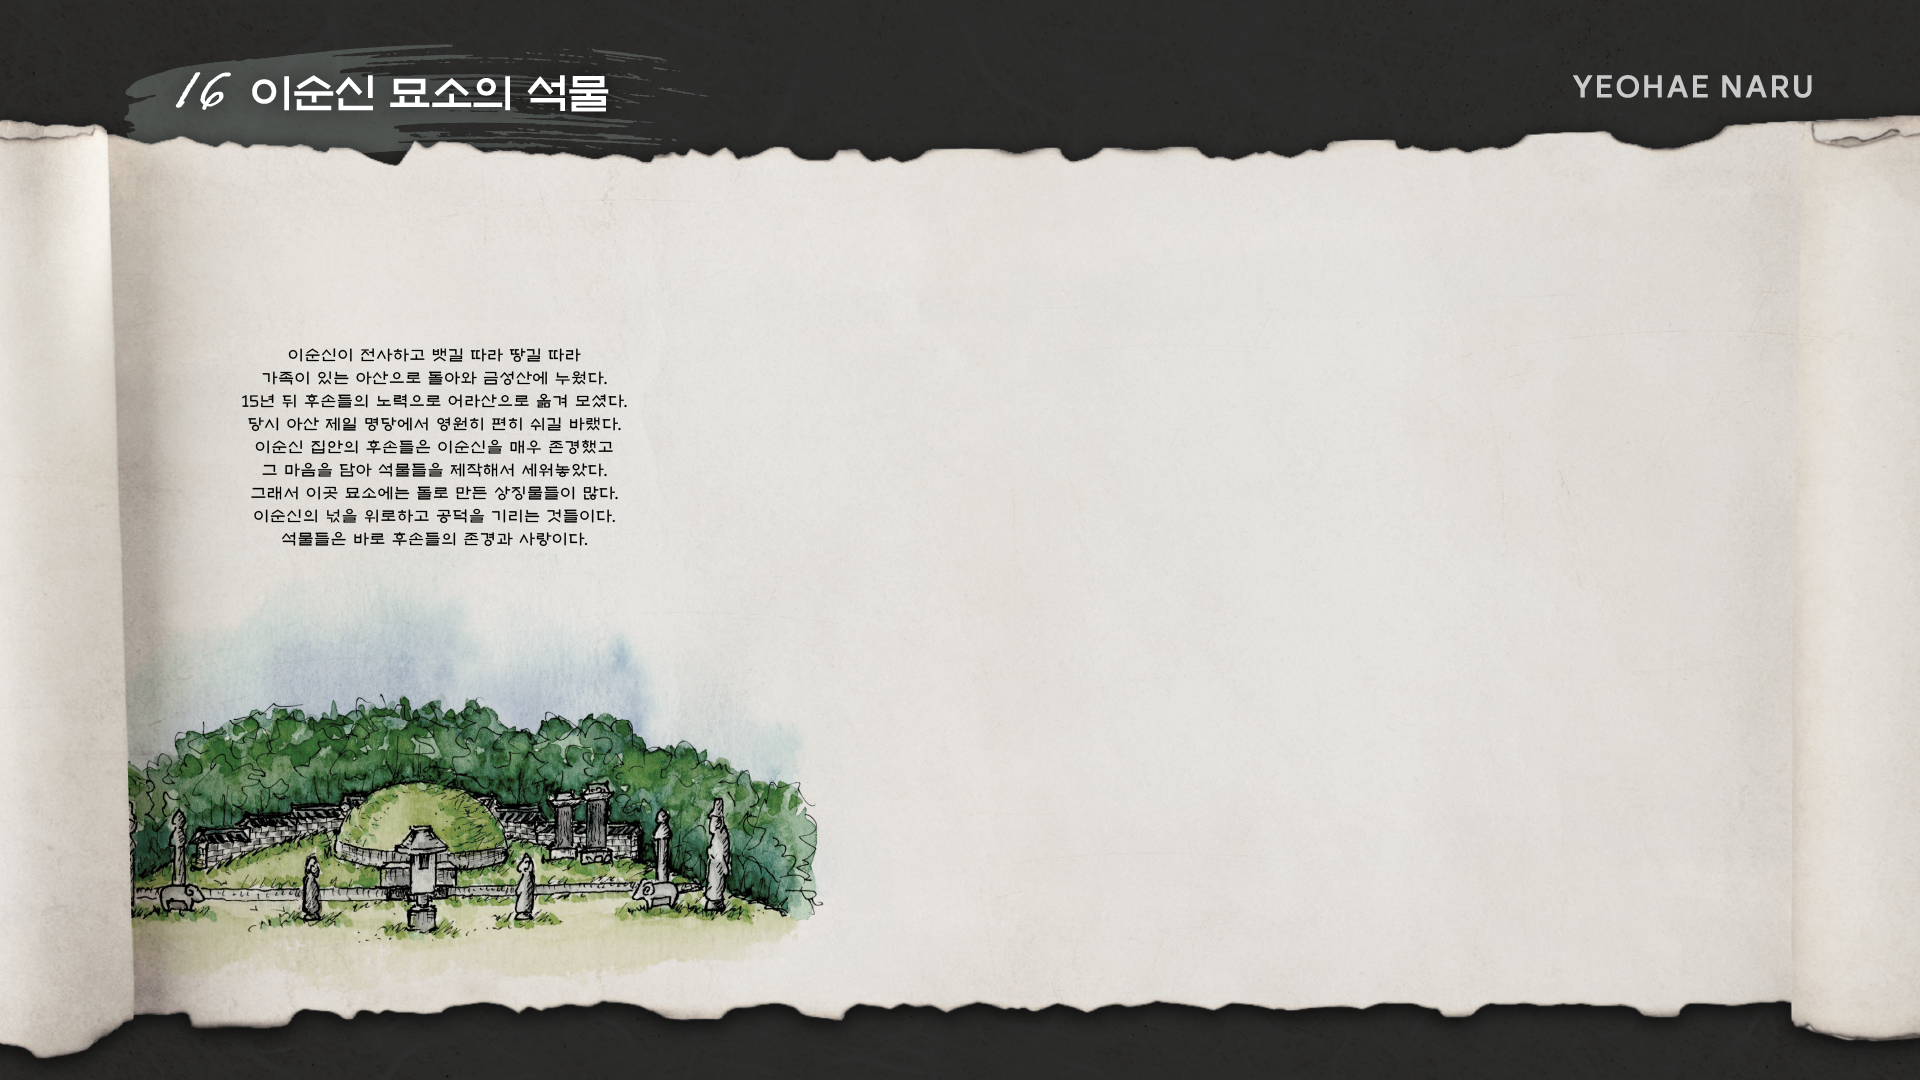 16 이순신 묘소의 석물
YEOHAE NARU
이순신이 전사하고 뱃길 따라 땅길 따라
가족이 있는 아산으로 돌아와 금성산에 누웠다.
15년 뒤 후손들의 노력으로 어라산으로 옮겨 모셨다.
당시 아산 제일 명당에서 영원히 편히 쉬길 바랬다.
이순신 집안의 후손들은 이순신을 매우 존경했고
그 마음을 담아 석물들을 제작해서 세워놓았다.
그래서 이곳 묘소에는 돌로 만든 상징물들이 많다.
이순신의 넋을 위로하고 공덕을 기리는 것들이다.
석물들은 바로 후손들의 존경과 사랑이다.